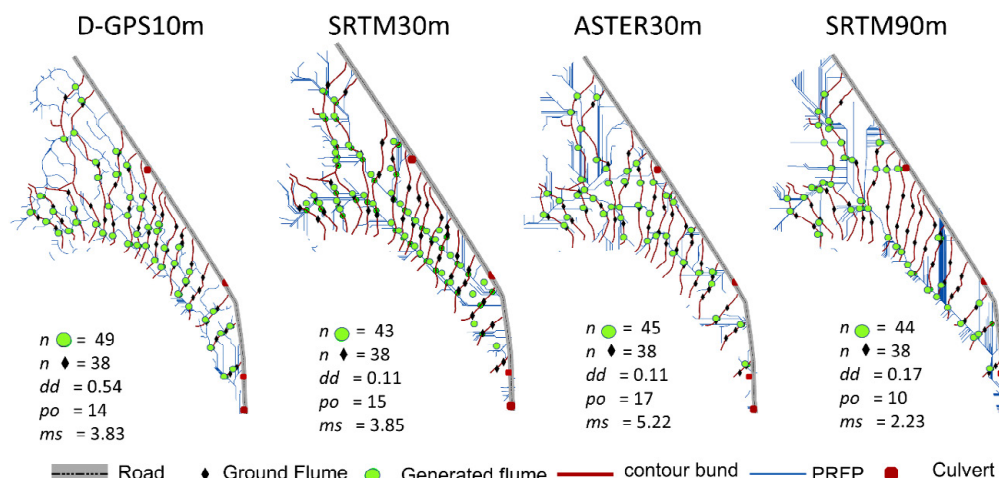 D-GPS10m SRTM30m ASTER30m SRTM90m
n = 49
n = 38
dd = 0.54
po = 14
ms = 3.83
n = 43
n = 38
dd = 0.11
po = 15
ms = 3.85
n = 45
n = 38
dd = 0.11
po = 17
ms = 5.22
n = 44
n = 38
dd = 0.17
po = 10
ms = 2.23
Road Ground Flume Generated flume contour bund PRFP Culvert